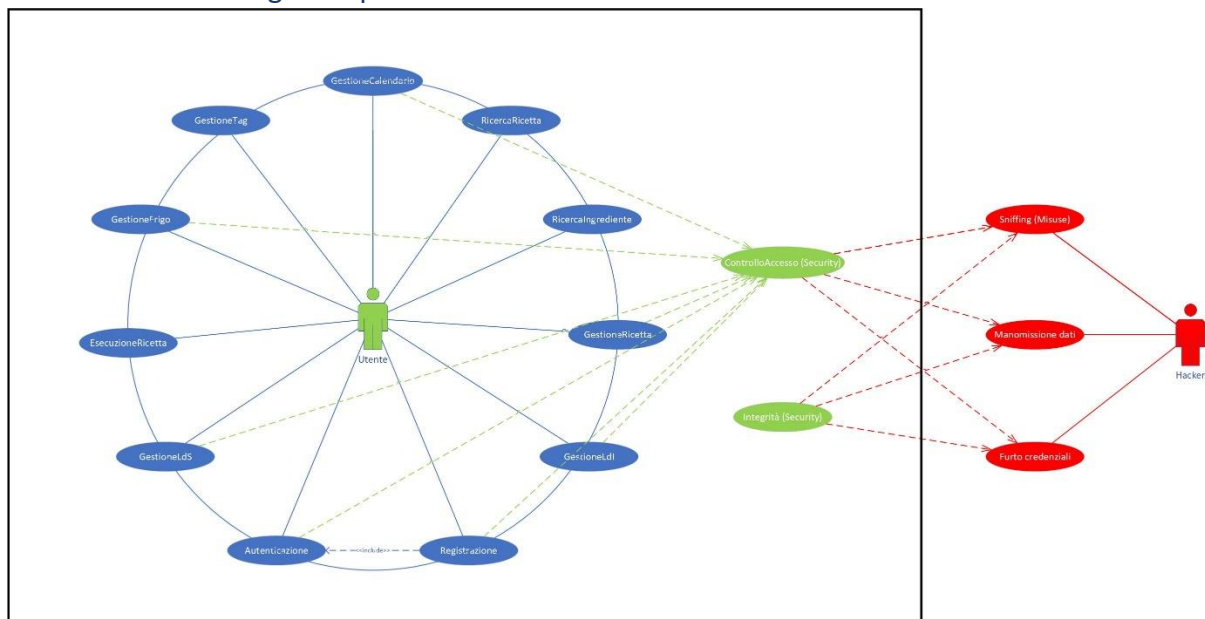 GestioneCalendario
GestioneTag
RicercaRicetta
GestioneFrigo
RicercaIngrediente
Sniffing (Misuse)
ControlloAccesso (Security)
EsecuzioneRicetta
Utente
GestioneRicetta
Manomissione dati
Hacker
Integrità (Security)
GestioneLdS
GestioneLdI
Furto credenziali
Autenticazione
<<include>>
Registrazione